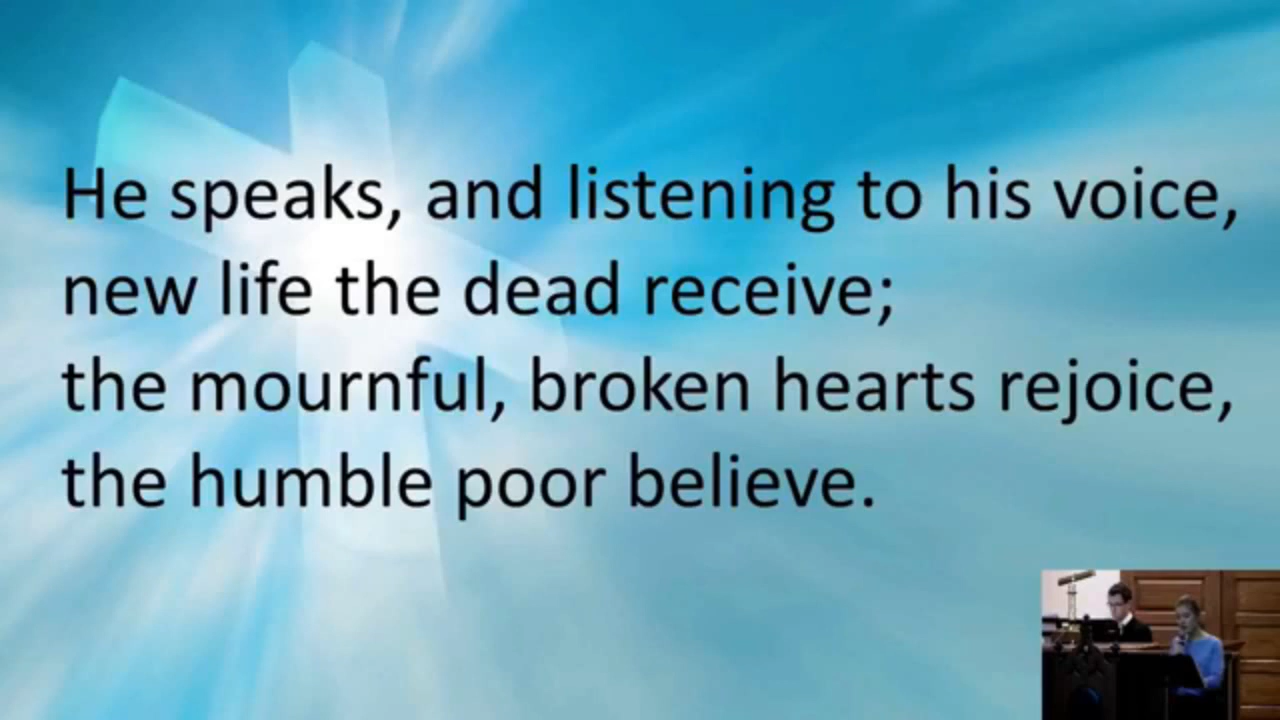 He speaks, and listening to his voice,
new life the dead receive;
the mournful, broken hearts rejoice,
the humble poor believe.